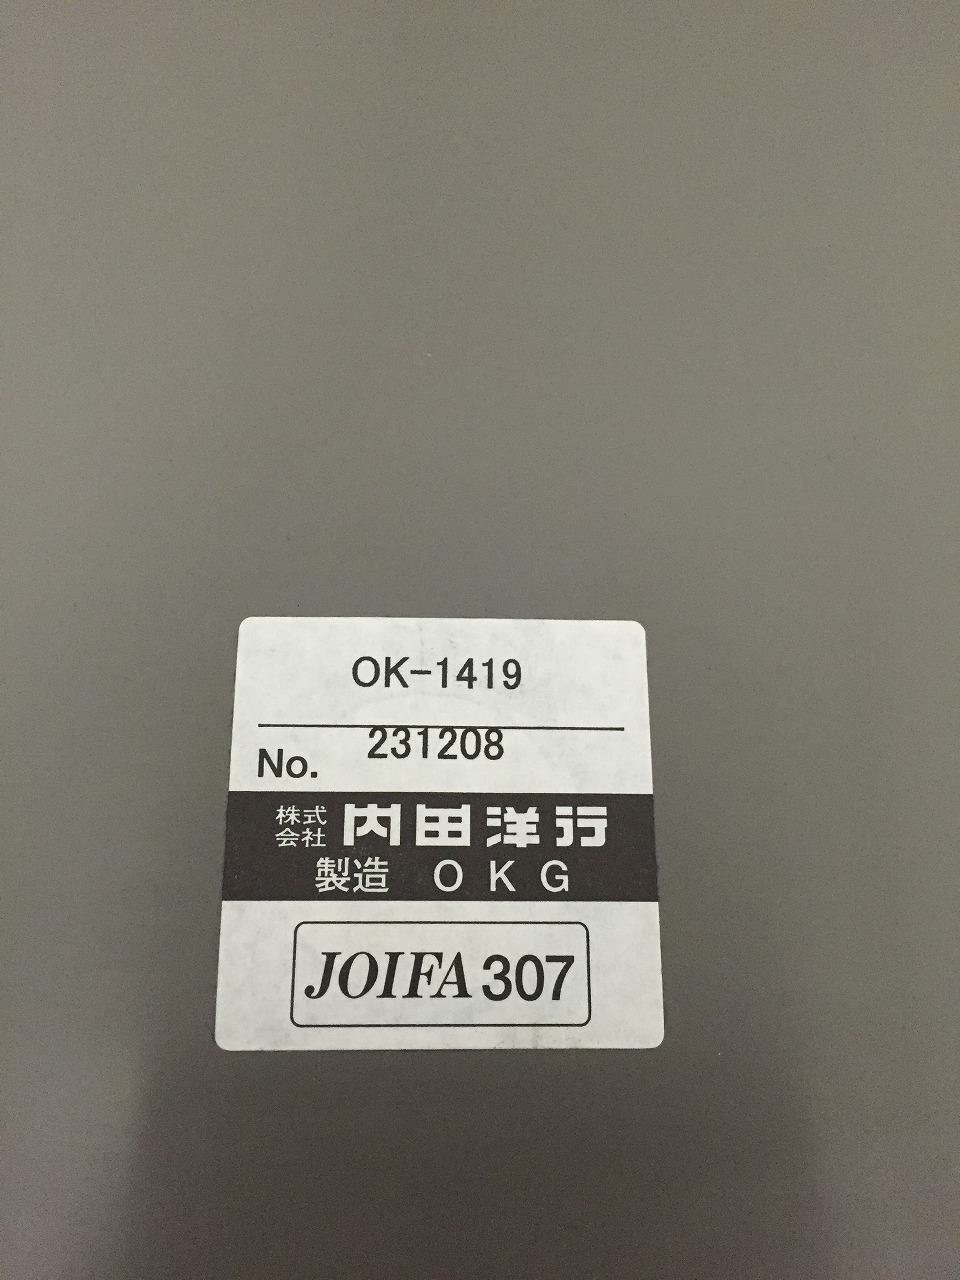 OK-1419
231208
No.
株式会社 内田洋行
製造 OKG
JOIFA 307